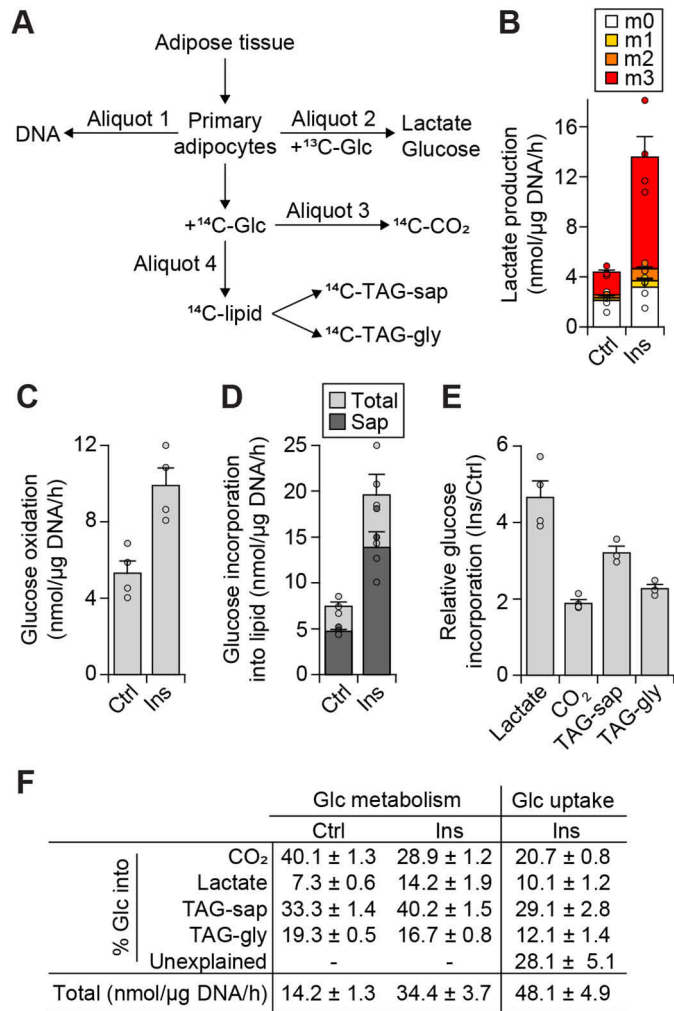 A
Adipose tissue
DNA
Aliquot 1
Primary
adipocytes
Aliquot 2
+¹³C-Glc
Lactate
Glucose
+¹⁴C-Glc
Aliquot 3
¹⁴C-CO₂
Aliquot 4
¹⁴C-lipid
¹⁴C-TAG-sap
¹⁴C-TAG-gly
B
m0
m1
m2
m3
Lactate production
(nmol/µg DNA/h)
16
12
8
4
0
Ctrl
Ins
C
Glucose oxidation
(nmol/µg DNA/h)
12
8
4
0
Ctrl
Ins
D
Total
Sap
Glucose incorporation
into lipid (nmol/µg DNA/h)
25
20
15
10
5
0
Ctrl
Ins
E
Relative glucose
incorporation (Ins/Ctrl)
6
4
2
0
Lactate
CO₂
TAG-sap
TAG-gly
F
Glc metabolism Glc uptake
Ctrl Ins Ins
% Glc into
CO₂ 40.1 ± 1.3 28.9 ± 1.2 20.7 ± 0.8
Lactate 7.3 ± 0.6 14.2 ± 1.9 10.1 ± 1.2
TAG-sap 33.3 ± 1.4 40.2 ± 1.5 29.1 ± 2.8
TAG-gly 19.3 ± 0.5 16.7 ± 0.8 12.1 ± 1.4
Unexplained - - 28.1 ± 5.1
Total (nmol/µg DNA/h) 14.2 ± 1.3 34.4 ± 3.7 48.1 ± 4.9